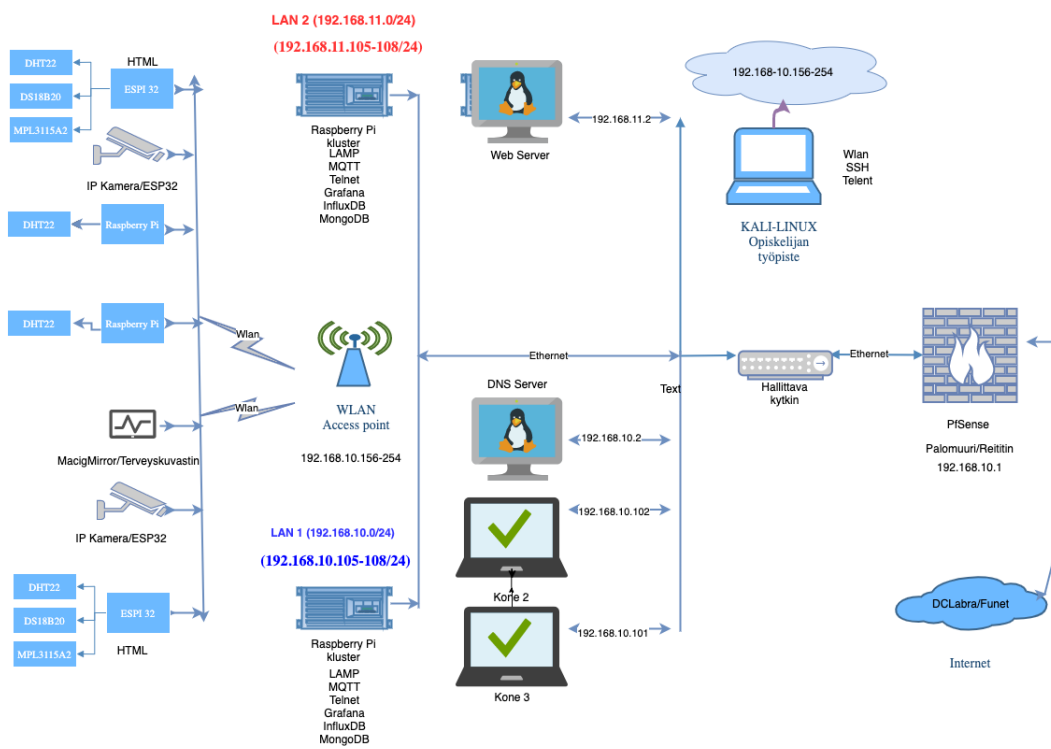 LAN 2 (192.168.11.0/24)
(192.168.11.105-108/24)
DHT22
DS18B20
MPL3115A2
HTML
ESPI 32
IP Kamera/ESP32
DHT22
Raspberry Pi
DHT22
Raspberry Pi
MacigMirror/Terveyskuvastin
IP Kamera/ESP32
DHT22
DS18B20
MPL3115A2
ESPI 32
HTML
Wlan
Wlan
Raspberry Pi
kluster
LAMP
MQTT
Telnet
Grafana
InfluxDB
MongoDB
WLAN
Access point
192.168.10.156-254
LAN 1 (192.168.10.0/24)
(192.168.10.105-108/24)
Raspberry Pi
kluster
LAMP
MQTT
Telnet
Grafana
InfluxDB
MongoDB
Web Server
192.168.11.2
Ethernet
DNS Server
Text
192.168.10.2
192.168.10.102
Kone 2
192.168.10.101
Kone 3
192.168-10.156-254
Wlan
SSH
Telent
KALI-LINUX
Opiskelijan
työpiste
Hallittava
kytkin
Ethernet
PfSense
Palomuuri/Reititin
192.168.10.1
DCLabra/Funet
Internet